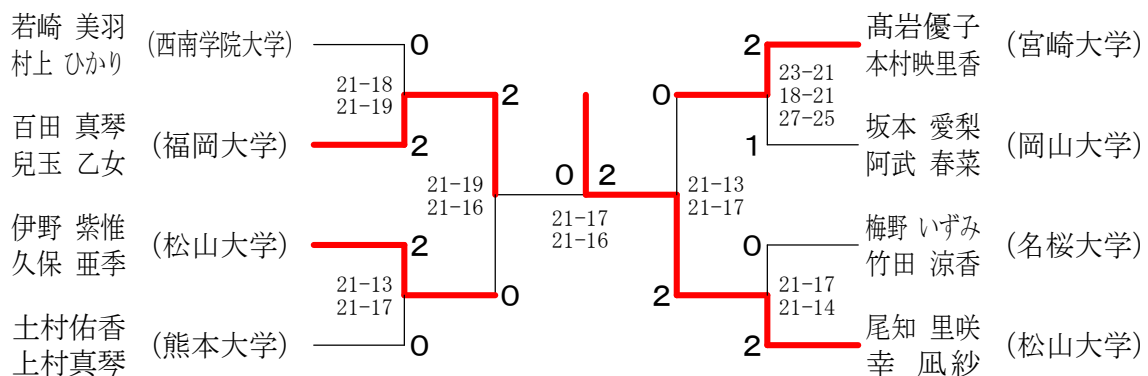 若崎 美羽
村上 ひかり
(西南学院大学)
0
21-18
21-19
2
百田 真琴
兒玉 乙女
(福岡大学)
2
21-19
21-16
伊野 紫惟
久保 亜季
(松山大学)
2
21-13
21-17
0
土村佑香
上村真琴
(熊本大学)
0
0 2
21-17
21-16
髙岩優子
本村映里香
(宮崎大学)
2
0
23-21
18-21
27-25
坂本 愛梨
阿武 春菜
(岡山大学)
1
21-13
21-17
梅野 いずみ
竹田 涼香
(名桜大学)
0
2
21-17
21-14
尾知 里咲
幸 凪紗
(松山大学)
2